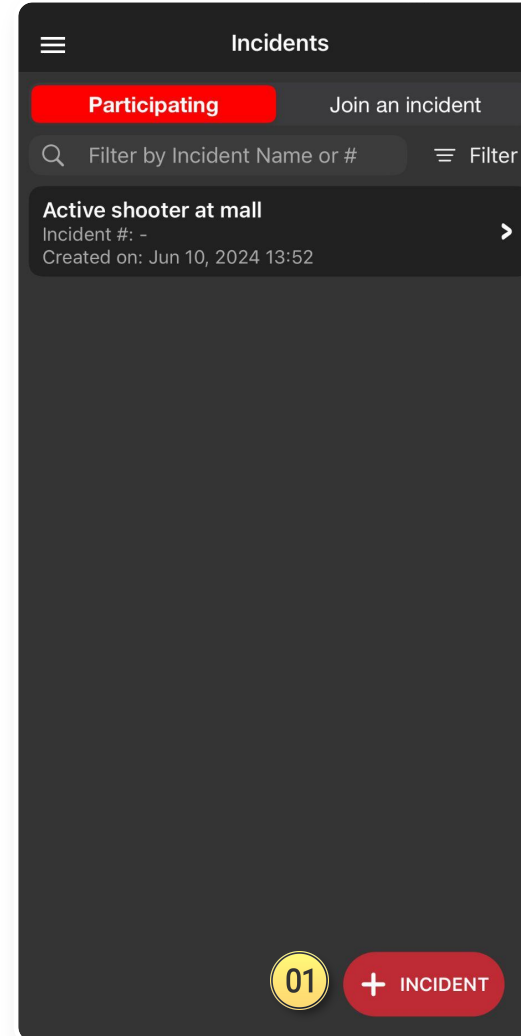 Incidents
Participating
Join an incident
Filter by Incident Name or #
Filter
Active shooter at mall
Incident #: -
Created on: Jun 10, 2024 13:52
01
+ INCIDENT